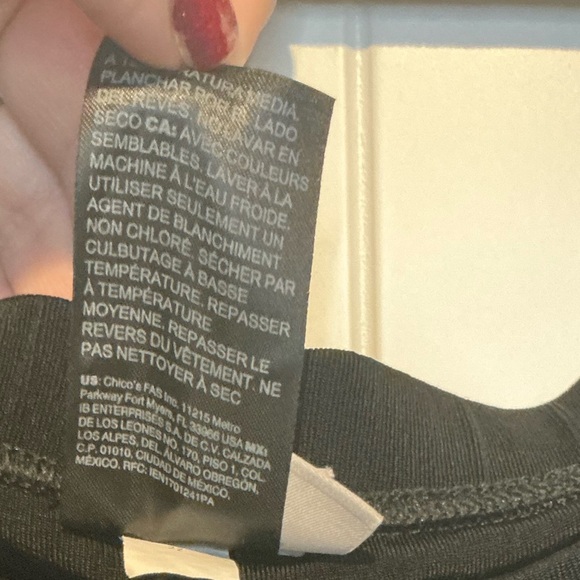 MEDIA,
PLANCHAR POR EL LADO
DEL REVÉS. NO LAVAR EN
SECO CA: AVEC COULEURS
SEMBLABLES. LAVER À LA
MACHINE À L'EAU FROIDE.
UTILISER SEULEMENT UN
AGENT DE BLANCHIMENT
NON CHLORÉ. SÉCHER PAR
CULBUTAGE À BASSE
TEMPÉRATURE. REPASSER
À TEMPÉRATURE
MOYENNE. REPASSER LE
REVERS DU VÊTEMENT. NE
PAS NETTOYER À SEC
US: Chico's FAS Inc. 11215 Metro
Parkway Fort Myers, FL 33966 USA MX:
IB ENTERPRISES S.A. DE C.V. CALZADA
DE LOS LEONES NO. 170, PISO 1, COL.
LOS ALPES, DEL. ÁLVARO OBREGÓN,
C.P. 01010, CIUDAD DE MÉXICO,
MÉXICO. RFC: IEN1701241PA